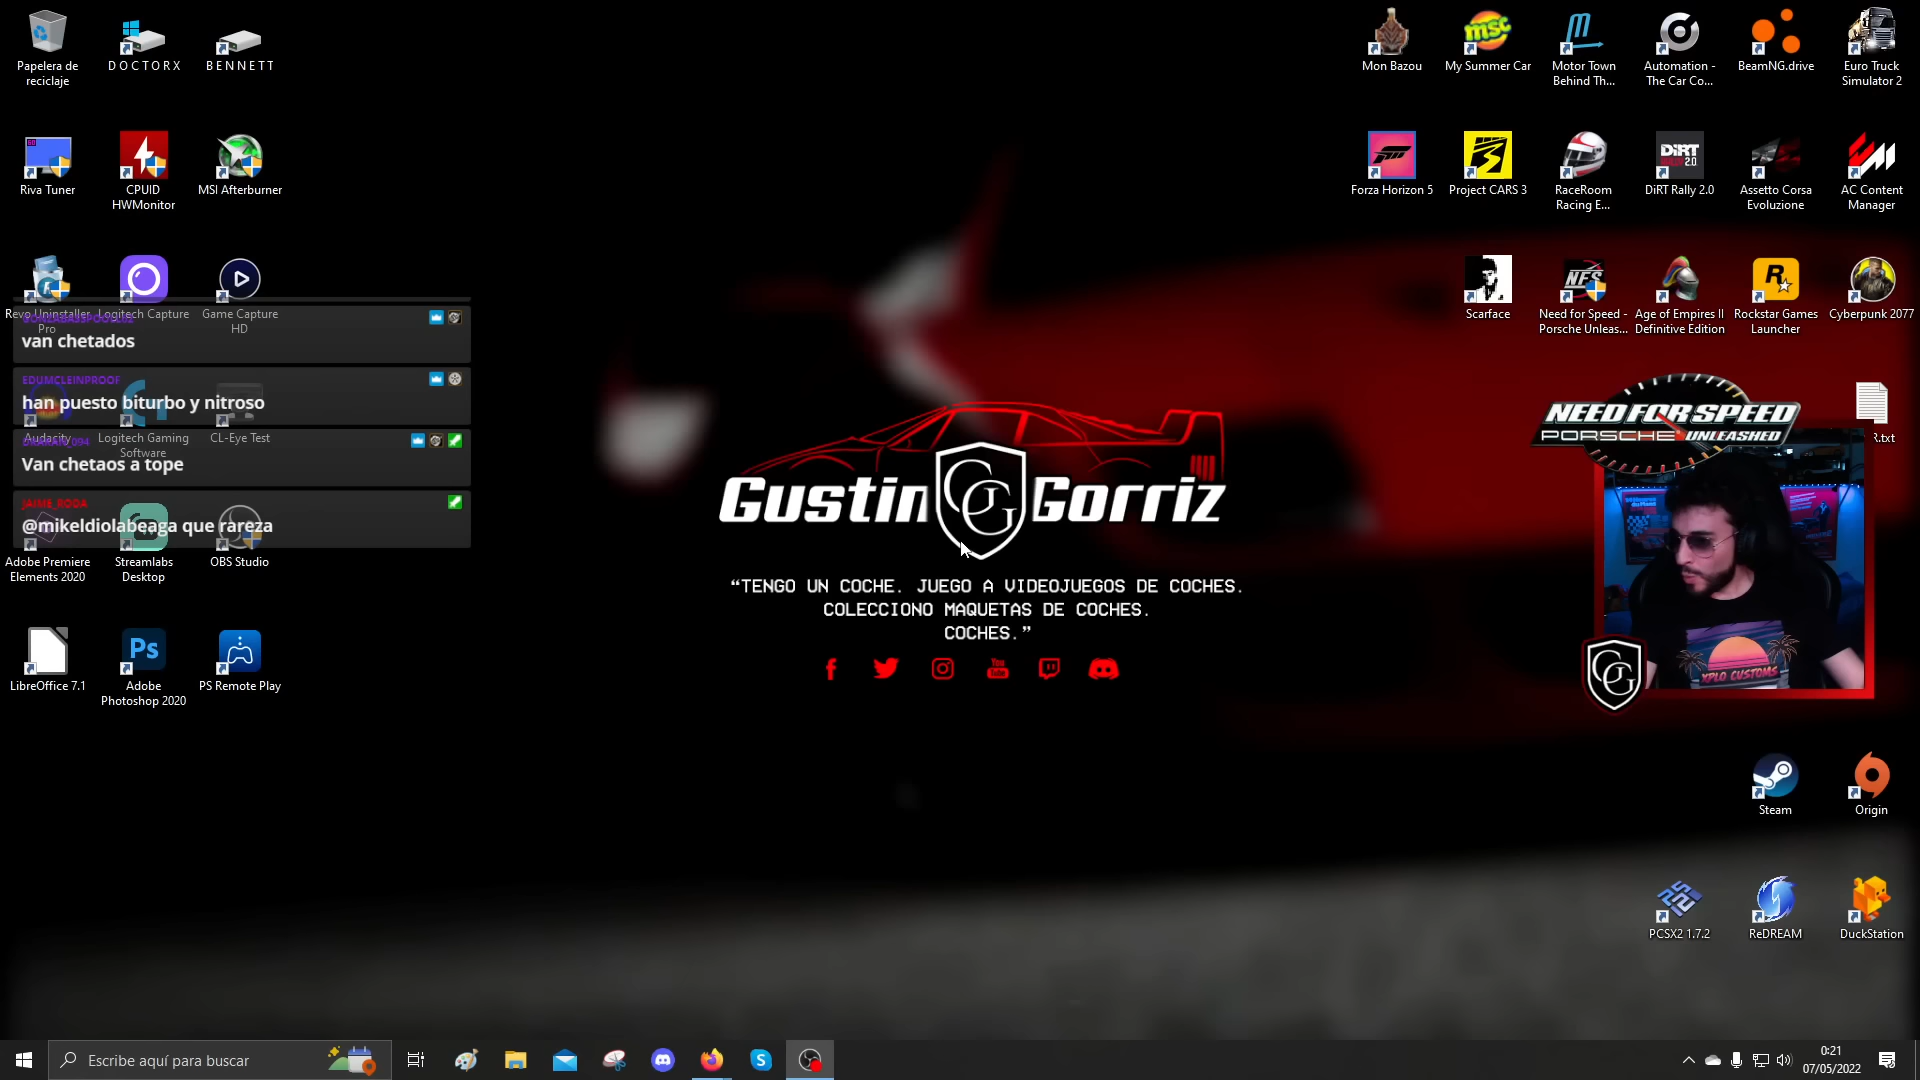 Papelera de
reciclaje
DOCTORX
BENNETT
Mon Bazou
My Summer Car
Motor Town
Behind Th...
Automation -
The Car Co...
BeamNG.drive
Euro Truck
Simulator 2
Riva Tuner
CPUID
HWMonitor
MSI Afterburner
Forza Horizon 5
Project CARS 3
RaceRoom
Racing E...
DiRT Rally 2.0
Assetto Corsa
Evoluzione
AC Content
Manager
Revo Uninstaller
Pro
Logitech Capture
Game Capture
HD
Scarface
Need for Speed -
Porsche Unleas...
Age of Empires II
Definitive Edition
Rockstar Games
Launcher
Cyberpunk 2077
van chetados
EDUMCLEINPROOF
han puesto biturbo y nitroso
Audacity
Logitech Gaming
Software
CL-Eye Test
Van chetaos a tope
JAIME_RODA
@mikeldiolabeaga que rareza
Adobe Premiere
Elements 2020
Streamlabs
Desktop
OBS Studio
LibreOffice 7.1
Ps
Adobe
Photoshop 2020
PS Remote Play
Gustin CG Gorriz
“TENGO UN COCHE. JUEGO A VIDEOJUEGOS DE COCHES.
COLECCIONO MAQUETAS DE COCHES.
COCHES.”
NEED FOR SPEED
PORSCHE UNLEASHED
R.txt
XPLO CUSTOMS
Steam
Origin
PCSX2 1.7.2
ReDREAM
DuckStation
Escribe aquí para buscar
0:21
07/05/2022